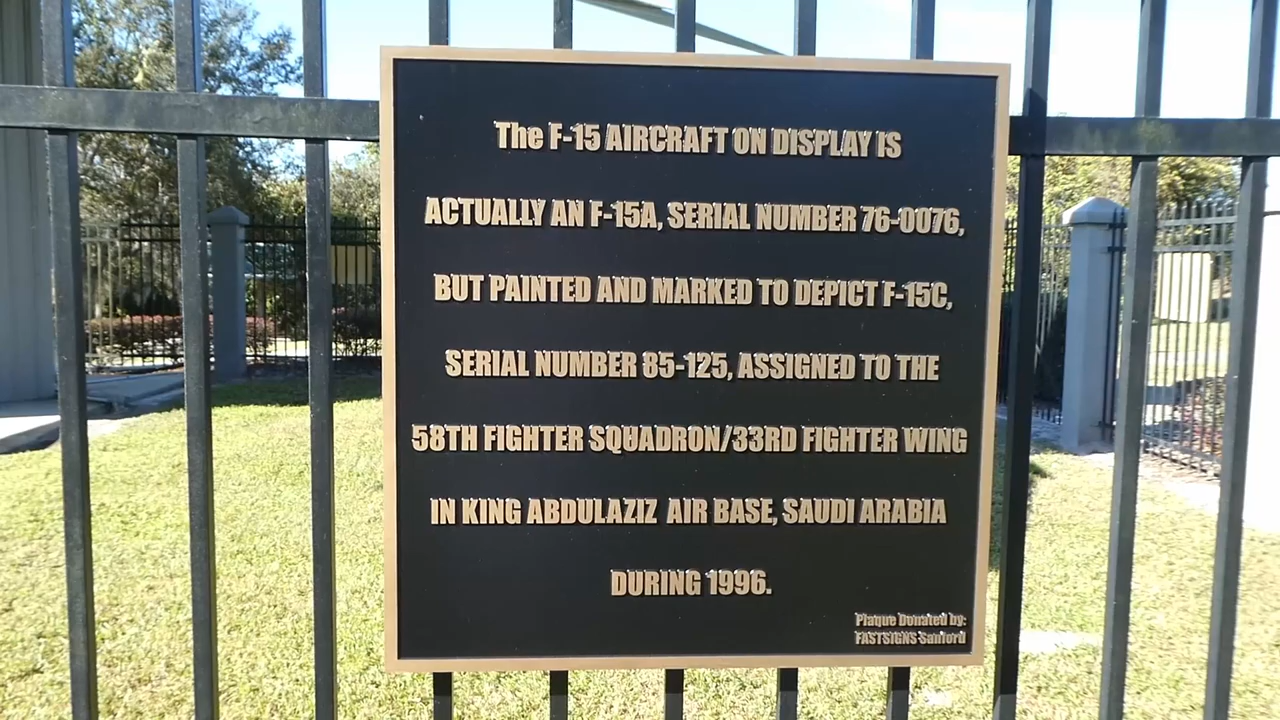 The F-15 AIRCRAFT ON DISPLAY IS
ACTUALLY AN F-15A, SERIAL NUMBER 76-0076,
BUT PAINTED AND MARKED TO DEPICT F-15C,
SERIAL NUMBER 85-125, ASSIGNED TO THE
58TH FIGHTER SQUADRON/33RD FIGHTER WING
IN KING ABDULAZIZ AIR BASE, SAUDI ARABIA
DURING 1996.
Plaque Donated by:
FASTSIGNS Sanford